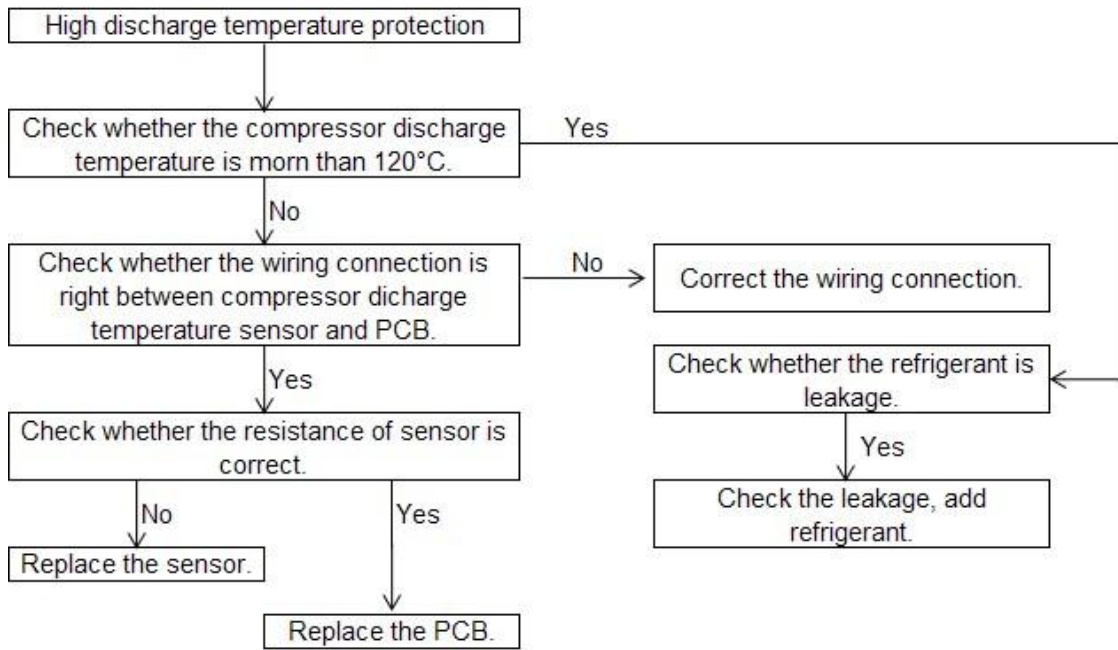 High discharge temperature protection
Check whether the compressor discharge
temperature is morn than 120°C.
Yes
No
Check whether the wiring connection is
right between compressor dicharge
temperature sensor and PCB.
No
Correct the wiring connection.
Yes
Check whether the refrigerant is
leakage.
Check whether the resistance of sensor is
correct.
Yes
Check the leakage, add
refrigerant.
No
Yes
Replace the sensor.
Replace the PCB.